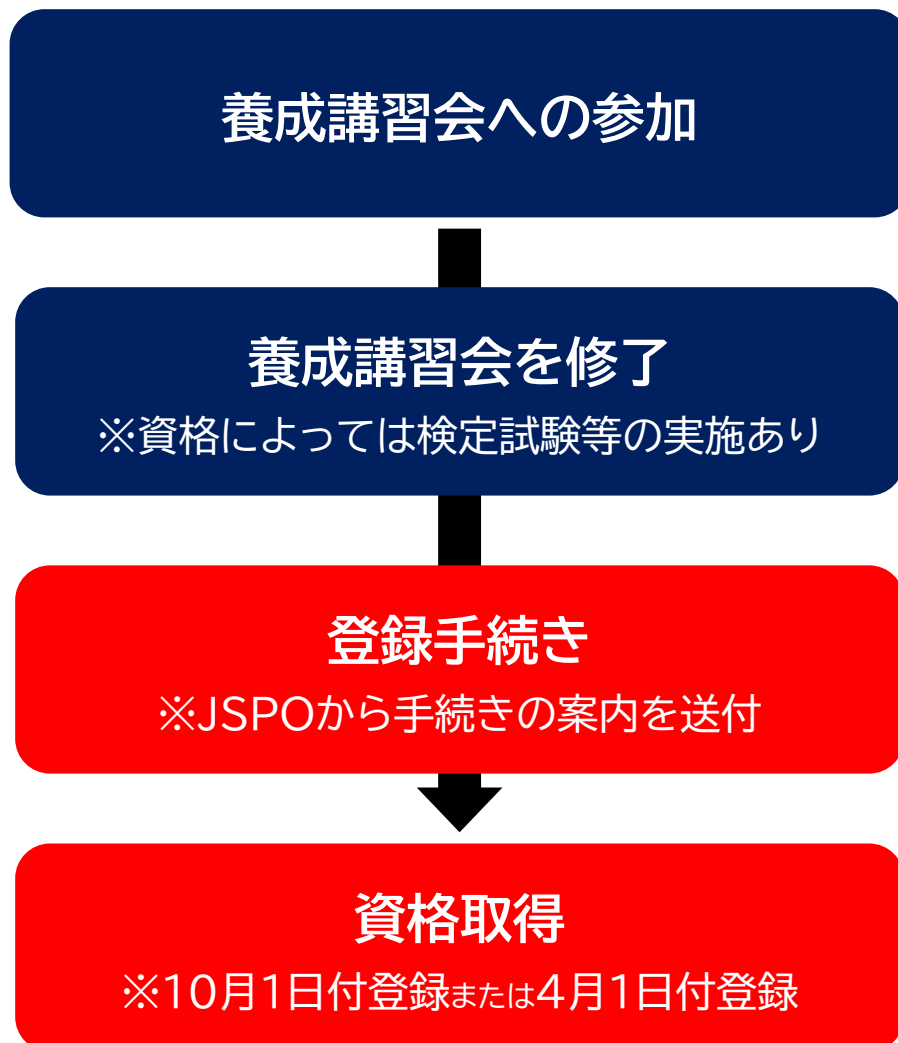 養成講習会への参加
養成講習会を修了
※資格によっては検定試験等の実施あり
登録手続き
※JSPOから手続きの案内を送付
資格取得
※10月1日付登録または4月1日付登録